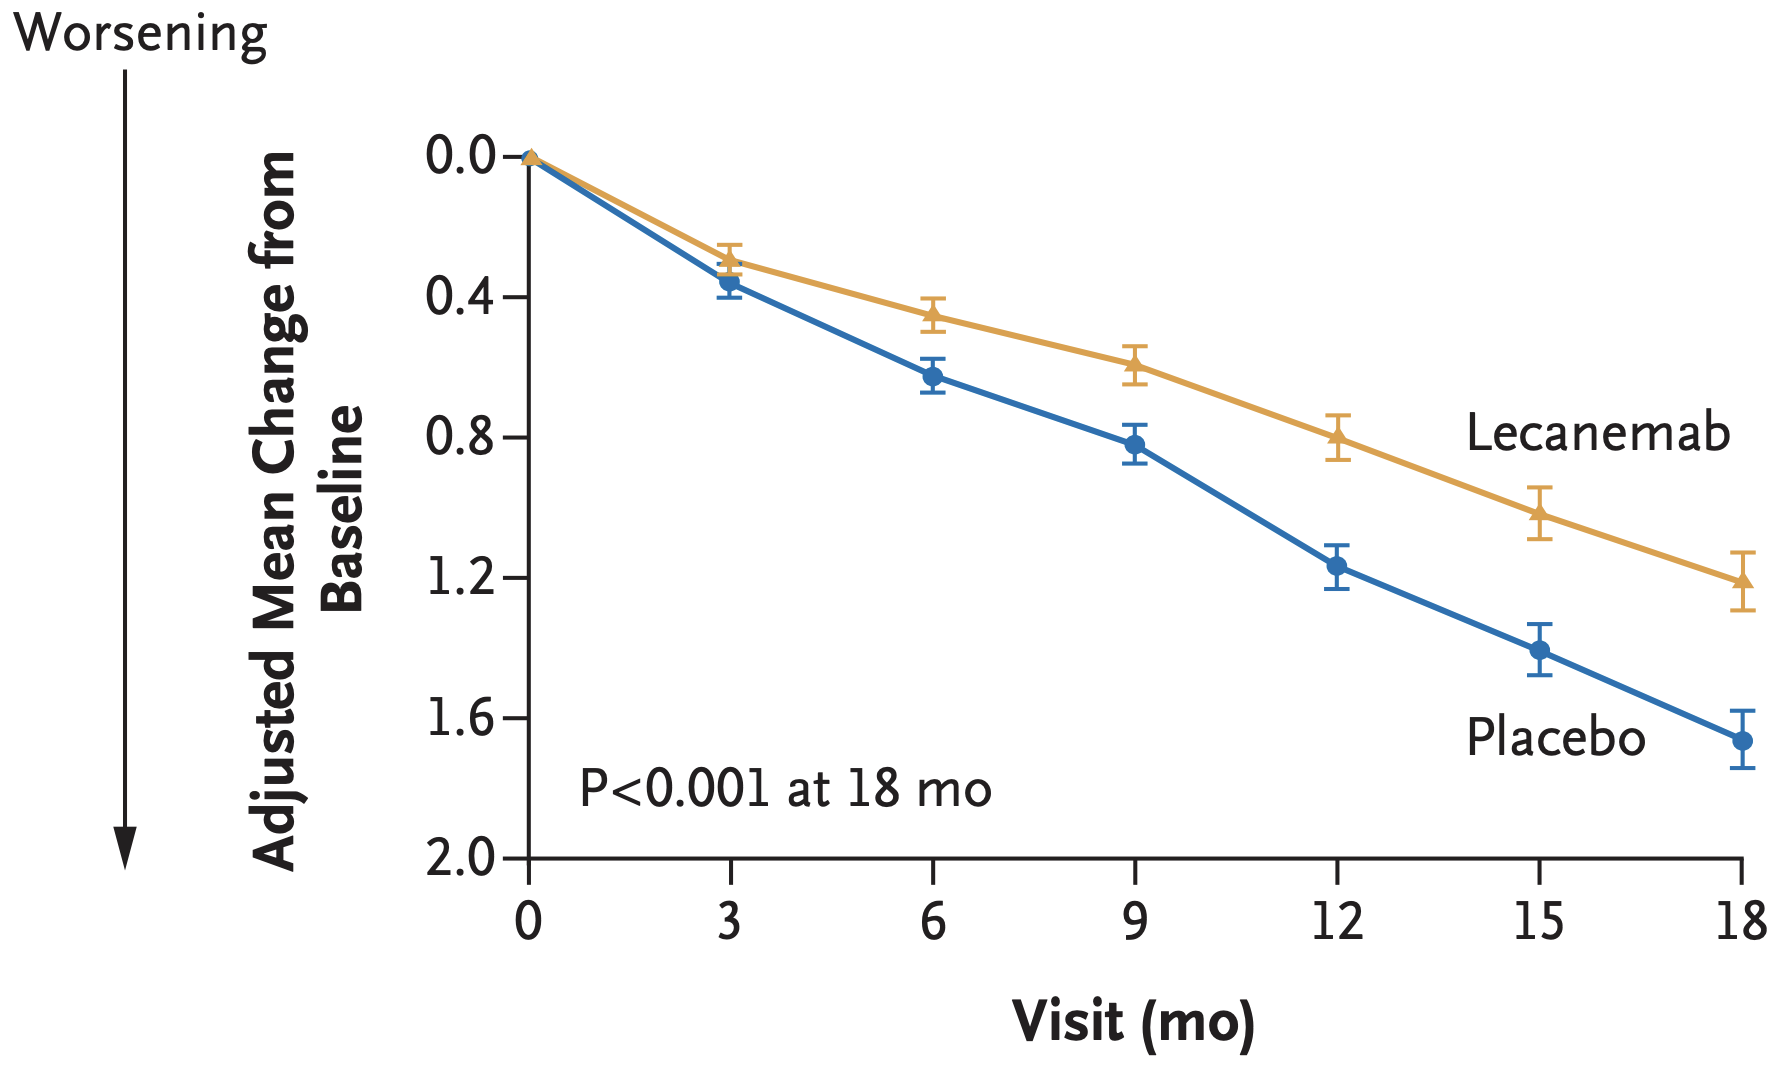 Worsening
Adjusted Mean Change from
Baseline
0.0
0.4
0.8
1.2
1.6
2.0
Lecanemab
Placebo
P<0.001 at 18 mo
0 3 6 9 12 15 18
Visit (mo)